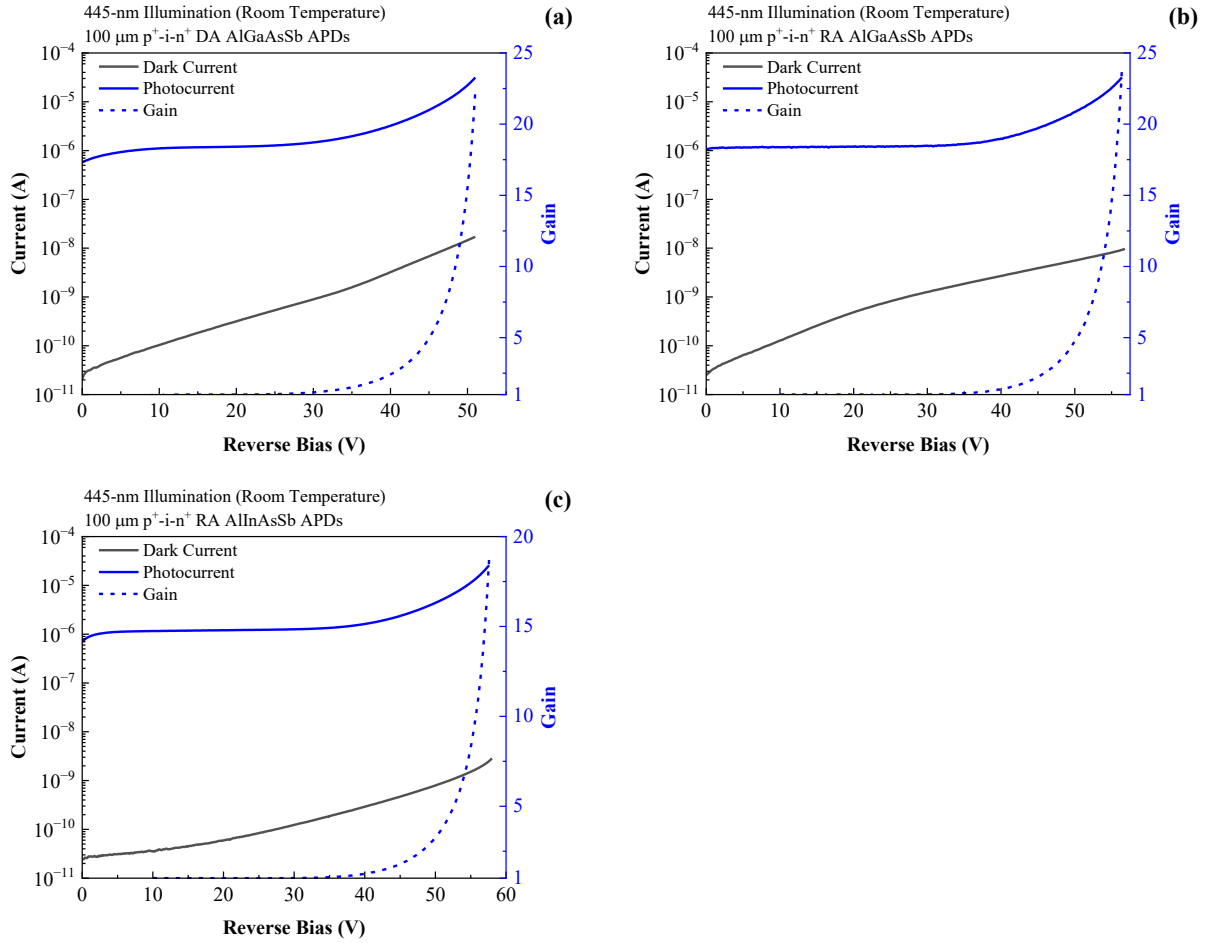 445-nm Illumination (Room Temperature)
100 μm p⁺-i-n⁺ DA AlGaAsSb APDs
(a)
Dark Current
Photocurrent
Gain
10⁻⁴
10⁻⁵
10⁻⁶
10⁻⁷
10⁻⁸
10⁻⁹
10⁻¹⁰
10⁻¹¹
Current (A)
0 10 20 30 40 50
Reverse Bias (V)
25
20
15
10
5
1
Gain
445-nm Illumination (Room Temperature)
100 μm p⁺-i-n⁺ RA AlGaAsSb APDs
(b)
Dark Current
Photocurrent
Gain
10⁻⁴
10⁻⁵
10⁻⁶
10⁻⁷
10⁻⁸
10⁻⁹
10⁻¹⁰
10⁻¹¹
Current (A)
0 10 20 30 40 50
Reverse Bias (V)
25
20
15
10
5
1
Gain
445-nm Illumination (Room Temperature)
100 μm p⁺-i-n⁺ RA AlInAsSb APDs
(c)
Dark Current
Photocurrent
Gain
10⁻⁴
10⁻⁵
10⁻⁶
10⁻⁷
10⁻⁸
10⁻⁹
10⁻¹⁰
10⁻¹¹
Current (A)
0 10 20 30 40 50 60
Reverse Bias (V)
20
15
10
5
1
Gain